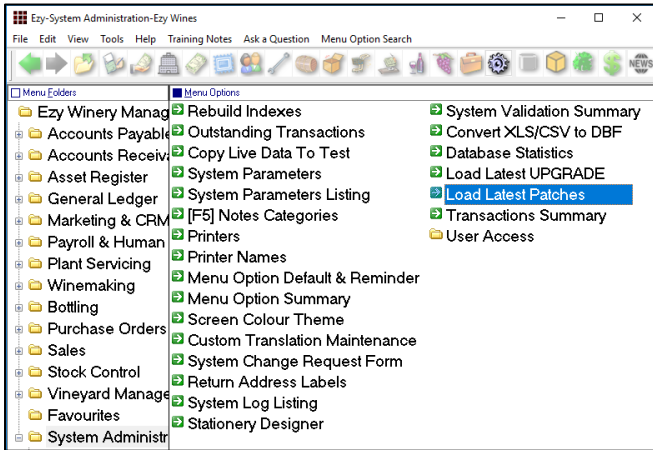 Ezy-System Administration-Ezy Wines
File Edit View Tools Help Training Notes Ask a Question Menu Option Search
NEWS
Menu Folders
Ezy Winery Manag
Accounts Payable
Accounts Receiv
Asset Register
General Ledger
Marketing & CRM
Payroll & Human
Plant Servicing
Winemaking
Bottling
Purchase Orders
Sales
Stock Control
Vineyard Manage
Favourites
System Administr
Menu Options
Rebuild Indexes
Outstanding Transactions
Copy Live Data To Test
System Parameters
System Parameters Listing
[F5] Notes Categories
Printers
Printer Names
Menu Option Default & Reminder
Menu Option Summary
Screen Colour Theme
Custom Translation Maintenance
System Change Request Form
Return Address Labels
System Log Listing
Stationery Designer
System Validation Summary
Convert XLS/CSV to DBF
Database Statistics
Load Latest UPGRADE
Load Latest Patches
Transactions Summary
User Access